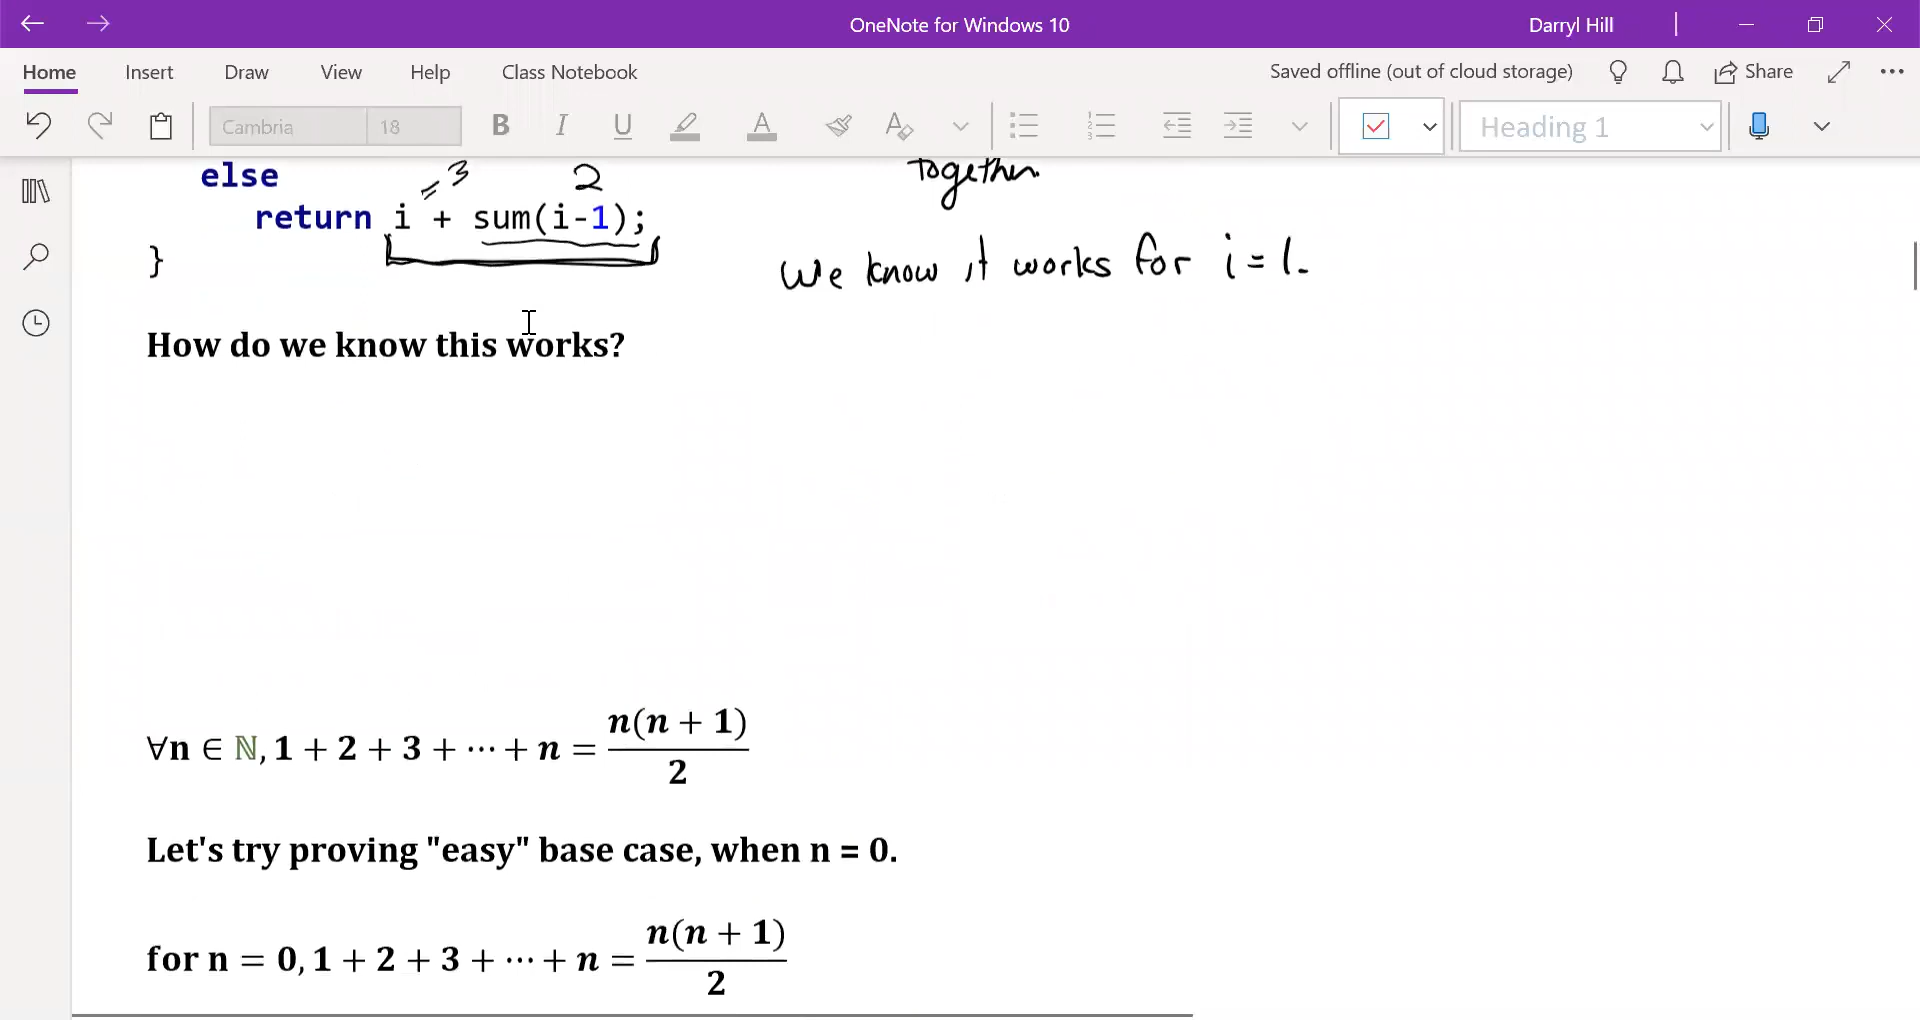 OneNote for Windows 10
Darryl Hill
Home Insert Draw View Help Class Notebook
Saved offline (out of cloud storage)
Share
Cambria 18
B I U A A
Heading 1
else
= 3 2
Together.
return i + sum(i-1);
}
We know it works for i = 1.
How do we know this works?
∀n ∈ ℕ, 1 + 2 + 3 + ⋯ + n = n(n + 1) / 2
Let's try proving "easy" base case, when n = 0.
for n = 0, 1 + 2 + 3 + ⋯ + n = n(n + 1) / 2